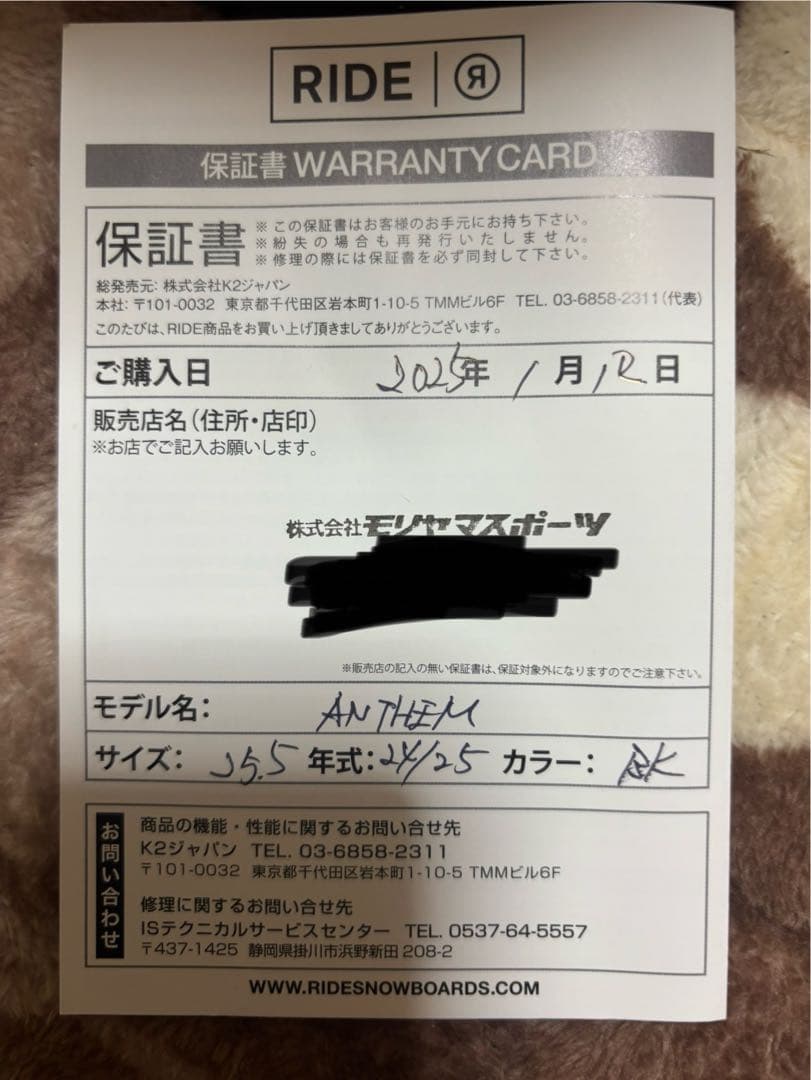 RIDE R
保証書 WARRANTY CARD
保証書
※ この保証書はお客様のお手元にお持ち下さい。
※ 紛失の場合も再発行いたしません。
※ 修理の際には保証書を必ず同封して下さい。
総発売元: 株式会社K2ジャパン
本社: 〒101-0032 東京都千代田区岩本町1-10-5 TMMビル6F TEL. 03-6858-2311(代表)
このたびは、RIDE商品をお買い上げ頂きましてありがとうございます。
ご購入日 2025年 1月12日
販売店名(住所・店印)
※お店でご記入お願いします。
株式会社モリヤマスポーツ
※販売店の記入の無い保証書は、保証対象外になりますのでご注意下さい。
モデル名: ANTHEM
サイズ: 25.5 年式: 24/25 カラー: BK
お問い合わせ
商品の機能・性能に関するお問い合せ先
K2ジャパン TEL. 03-6858-2311
〒101-0032 東京都千代田区岩本町1-10-5 TMMビル6F
修理に関するお問い合せ先
ISテクニカルサービスセンター TEL. 0537-64-5557
〒437-1425 静岡県掛川市浜野新田 208-2
WWW.RIDESNOWBOARDS.COM